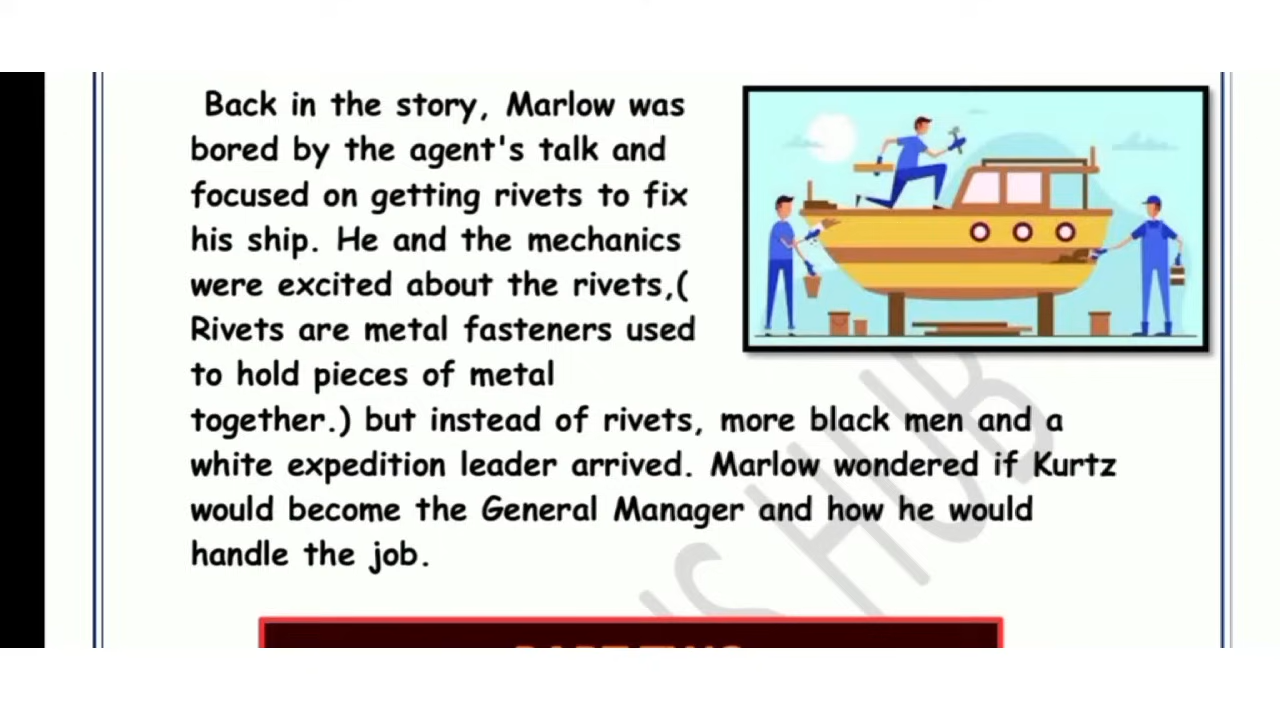 Back in the story, Marlow was
bored by the agent's talk and
focused on getting rivets to fix
his ship. He and the mechanics
were excited about the rivets,(
Rivets are metal fasteners used
to hold pieces of metal
together.) but instead of rivets, more black men and a
white expedition leader arrived. Marlow wondered if Kurtz
would become the General Manager and how he would
handle the job.
HUB